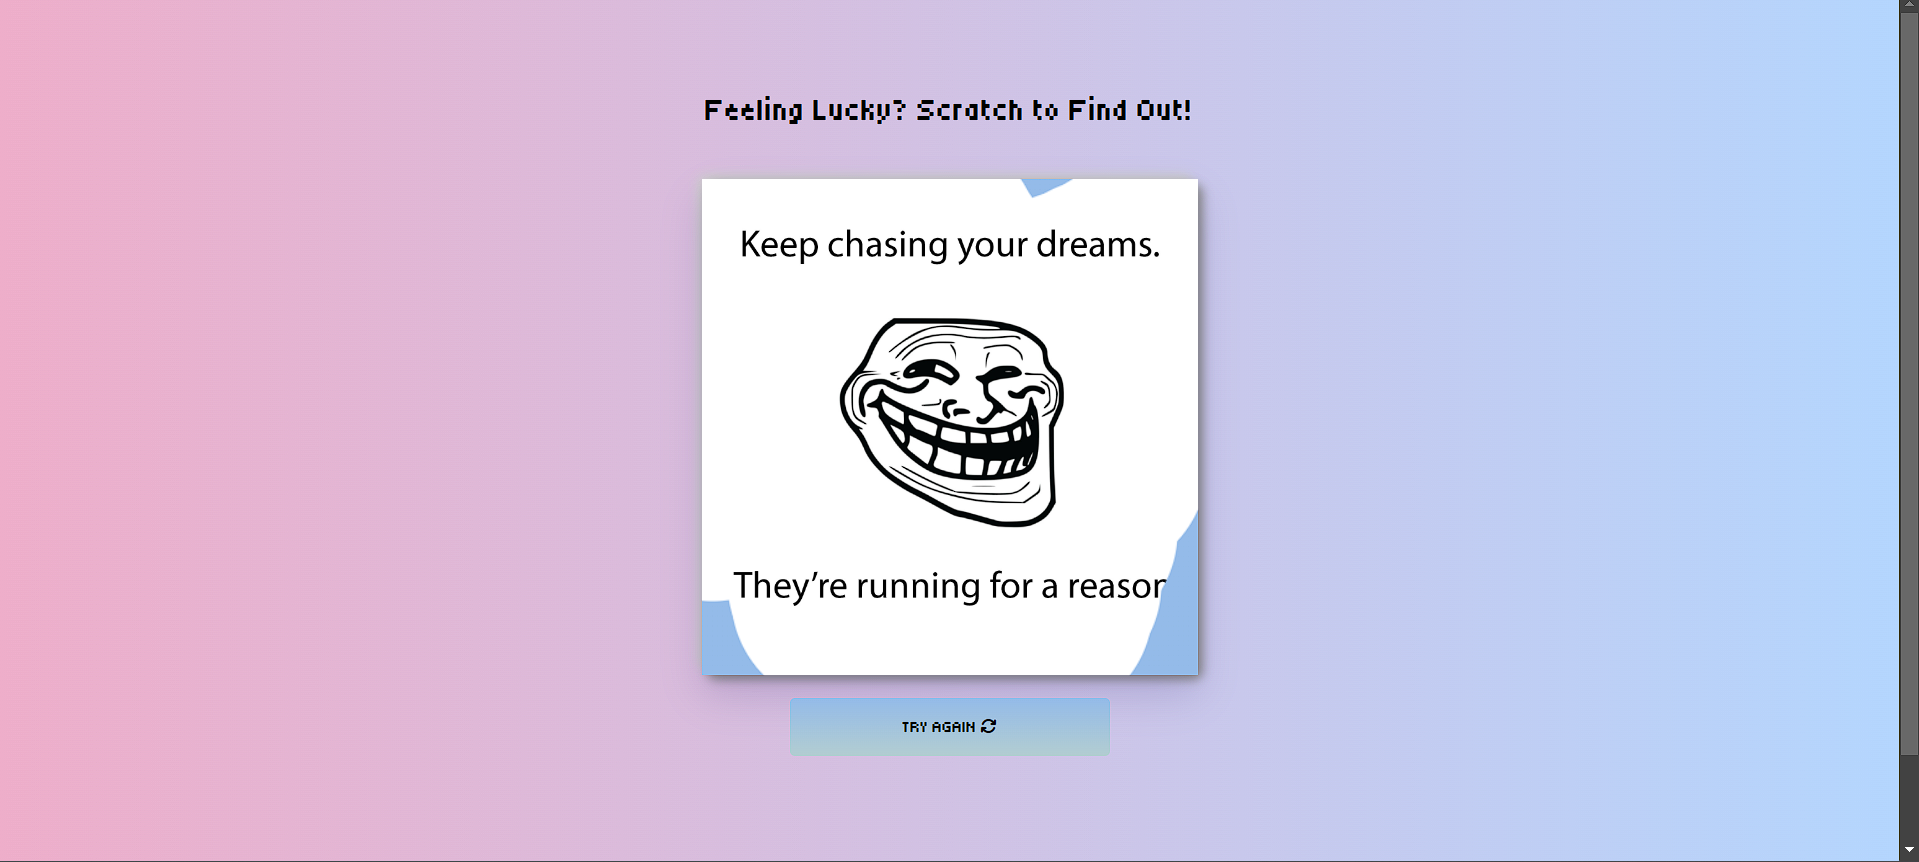 Feeling Lucky? Scratch to Find Out!
Keep chasing your dreams.
They’re running for a reason
TRY AGAIN